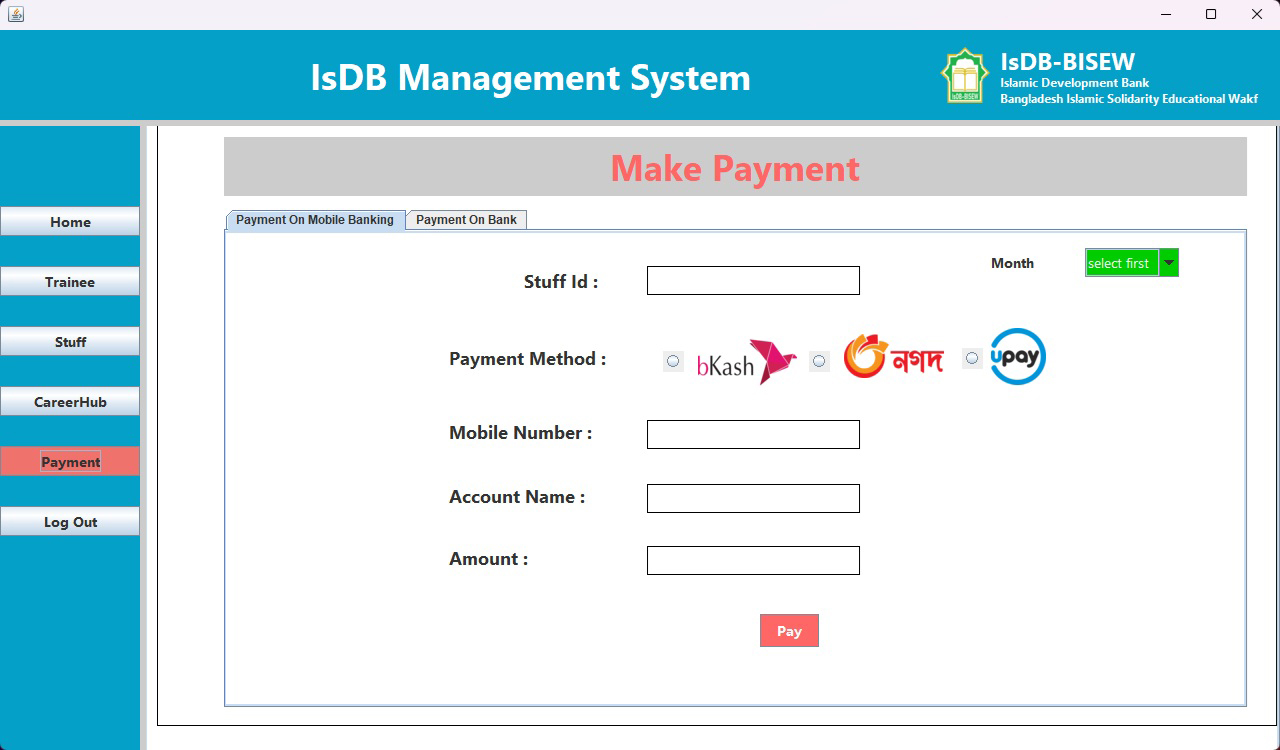 IsDB Management System
IsDB-BISEW
IsDB-BISEW
Islamic Development Bank
Bangladesh Islamic Solidarity Educational Wakf
Home
Trainee
Stuff
CareerHub
Payment
Log Out
Make Payment
Payment On Mobile Banking
Payment On Bank
Month
select first
Stuff Id :
Payment Method :
bKash
নগদ
upay
Mobile Number :
Account Name :
Amount :
Pay